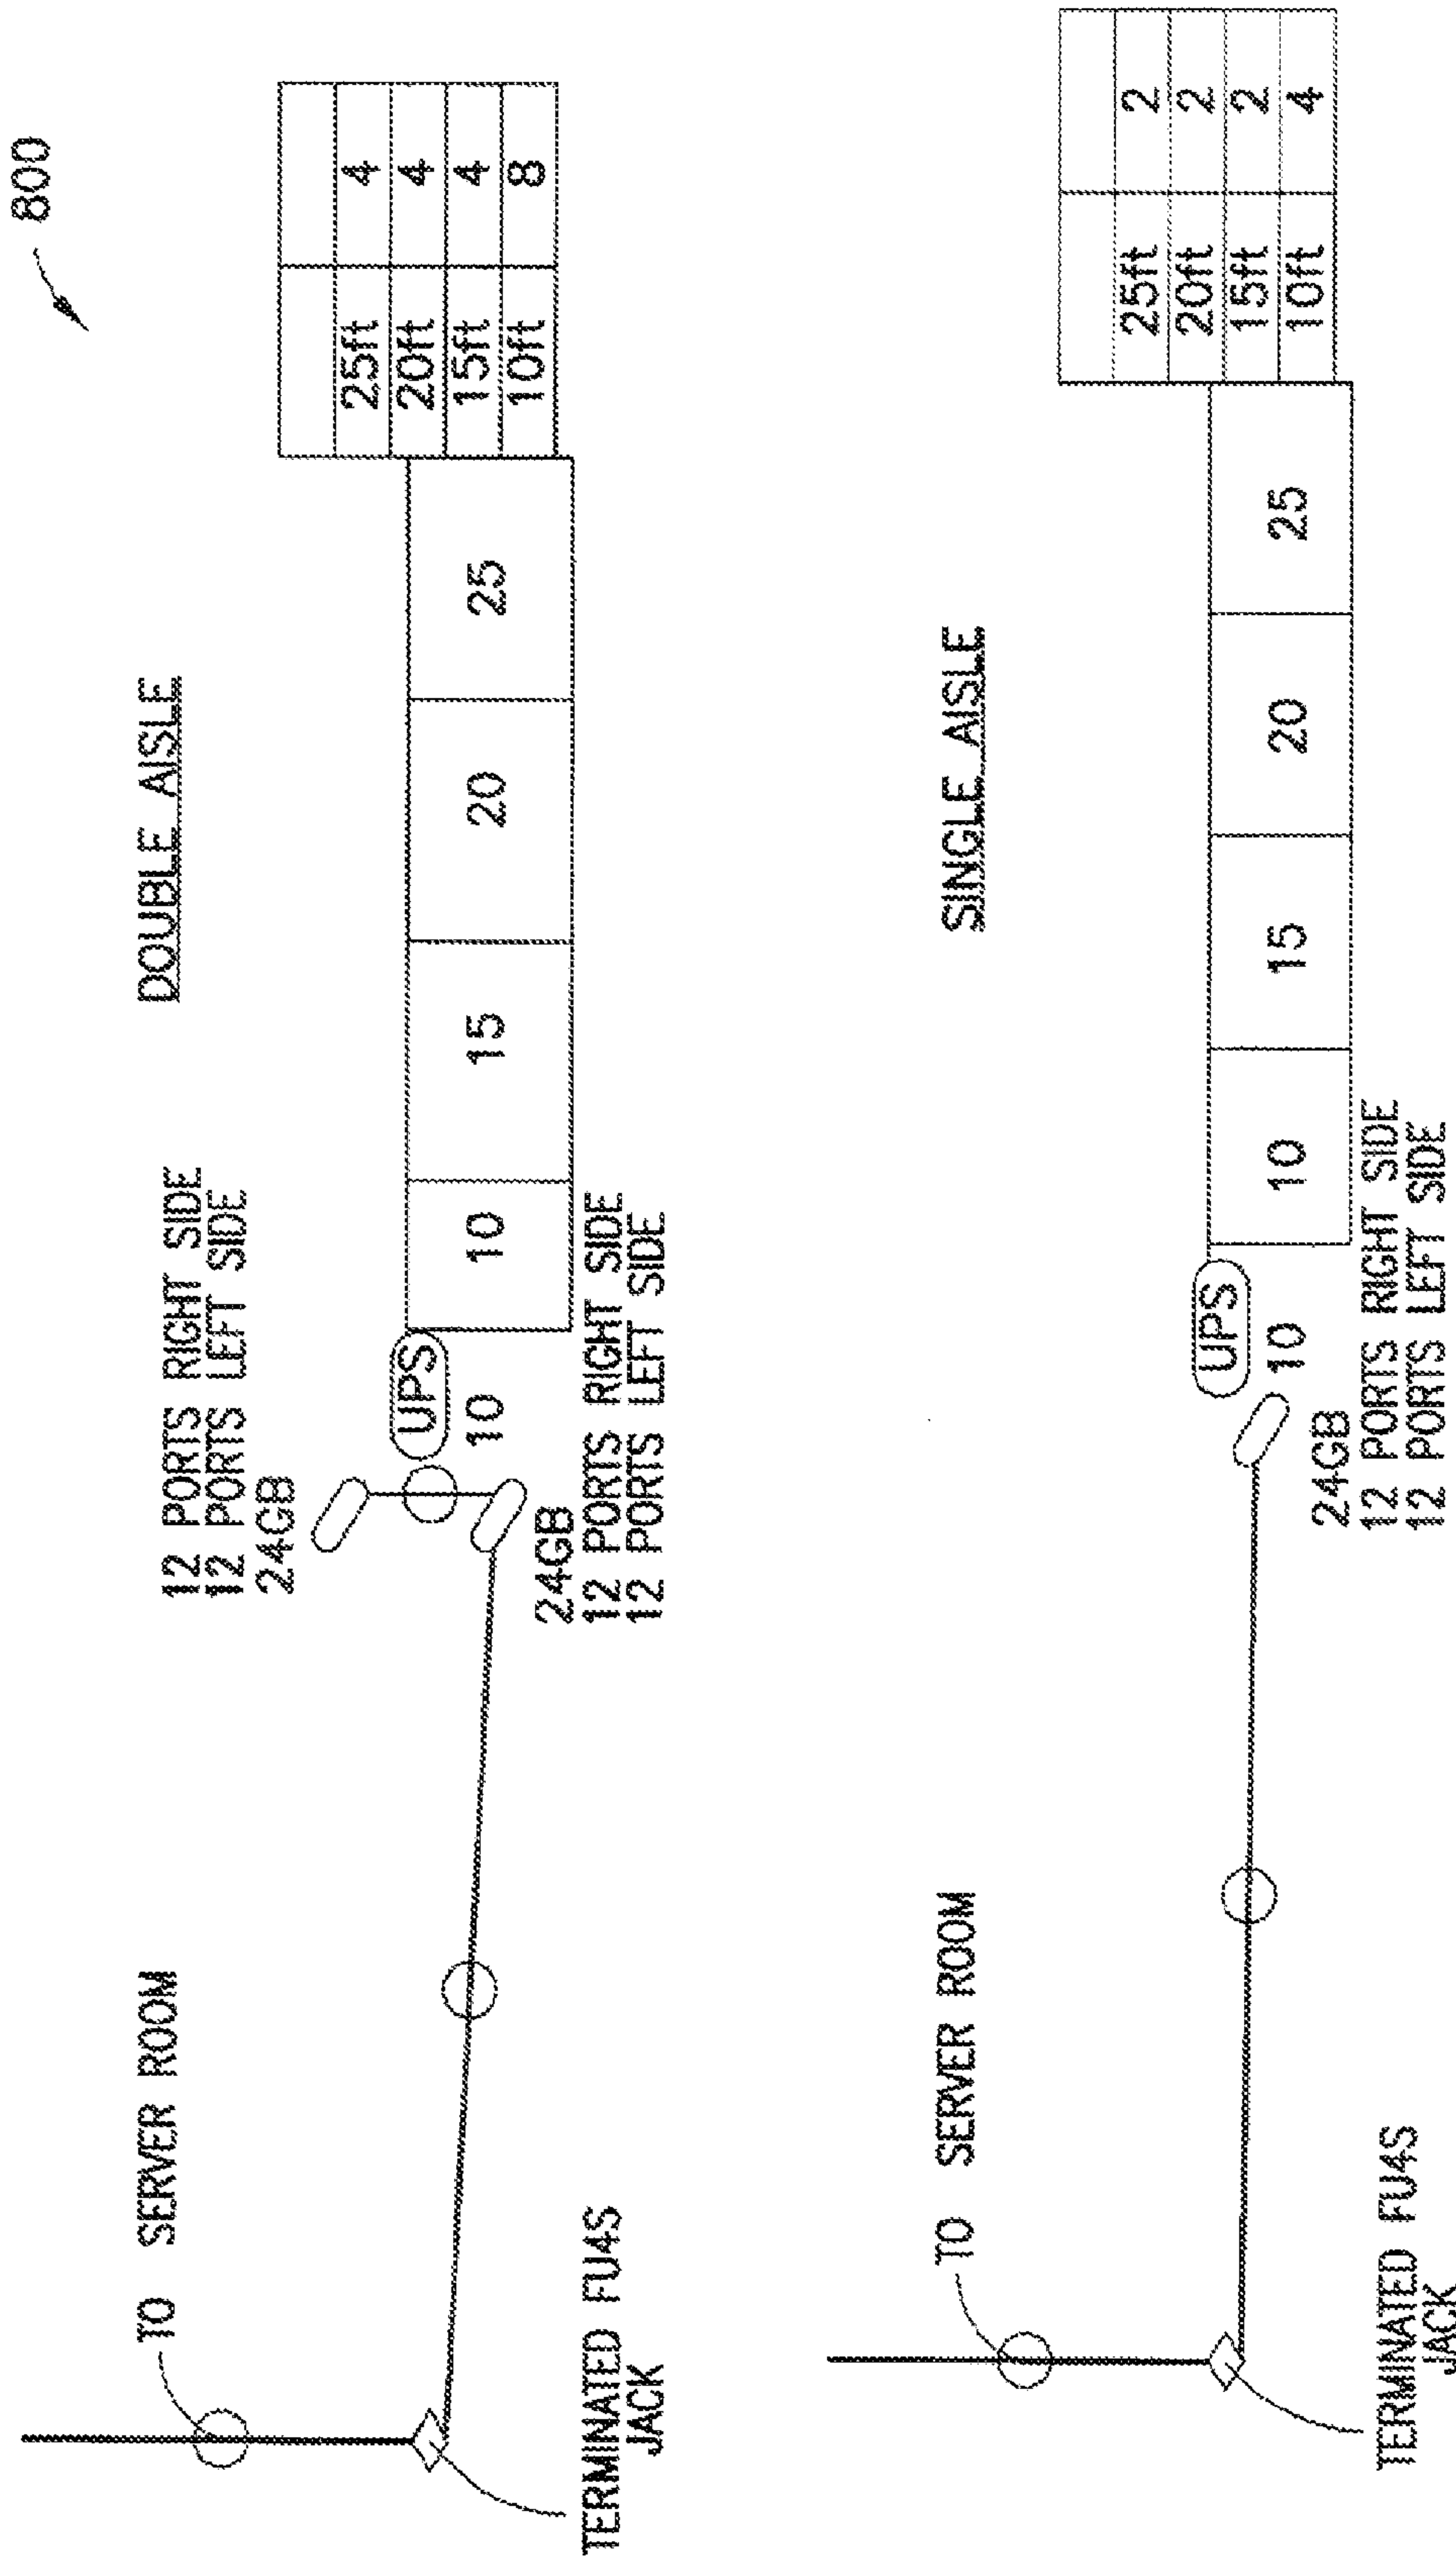 800
DOUBLE AISLE
TO SERVER ROOM
12 PORTS RIGHT SIDE
12 PORTS LEFT SIDE
24GB
UPS
10
10
15
20
25
25ft 4
20ft 4
15ft 4
10ft 8
24GB
12 PORTS RIGHT SIDE
12 PORTS LEFT SIDE
TERMINATED FU4S
JACK
SINGLE AISLE
TO SERVER ROOM
UPS
10
10
15
20
25
25ft 2
20ft 2
15ft 2
10ft 4
24GB
12 PORTS RIGHT SIDE
12 PORTS LEFT SIDE
TERMINATED FU4S
JACK